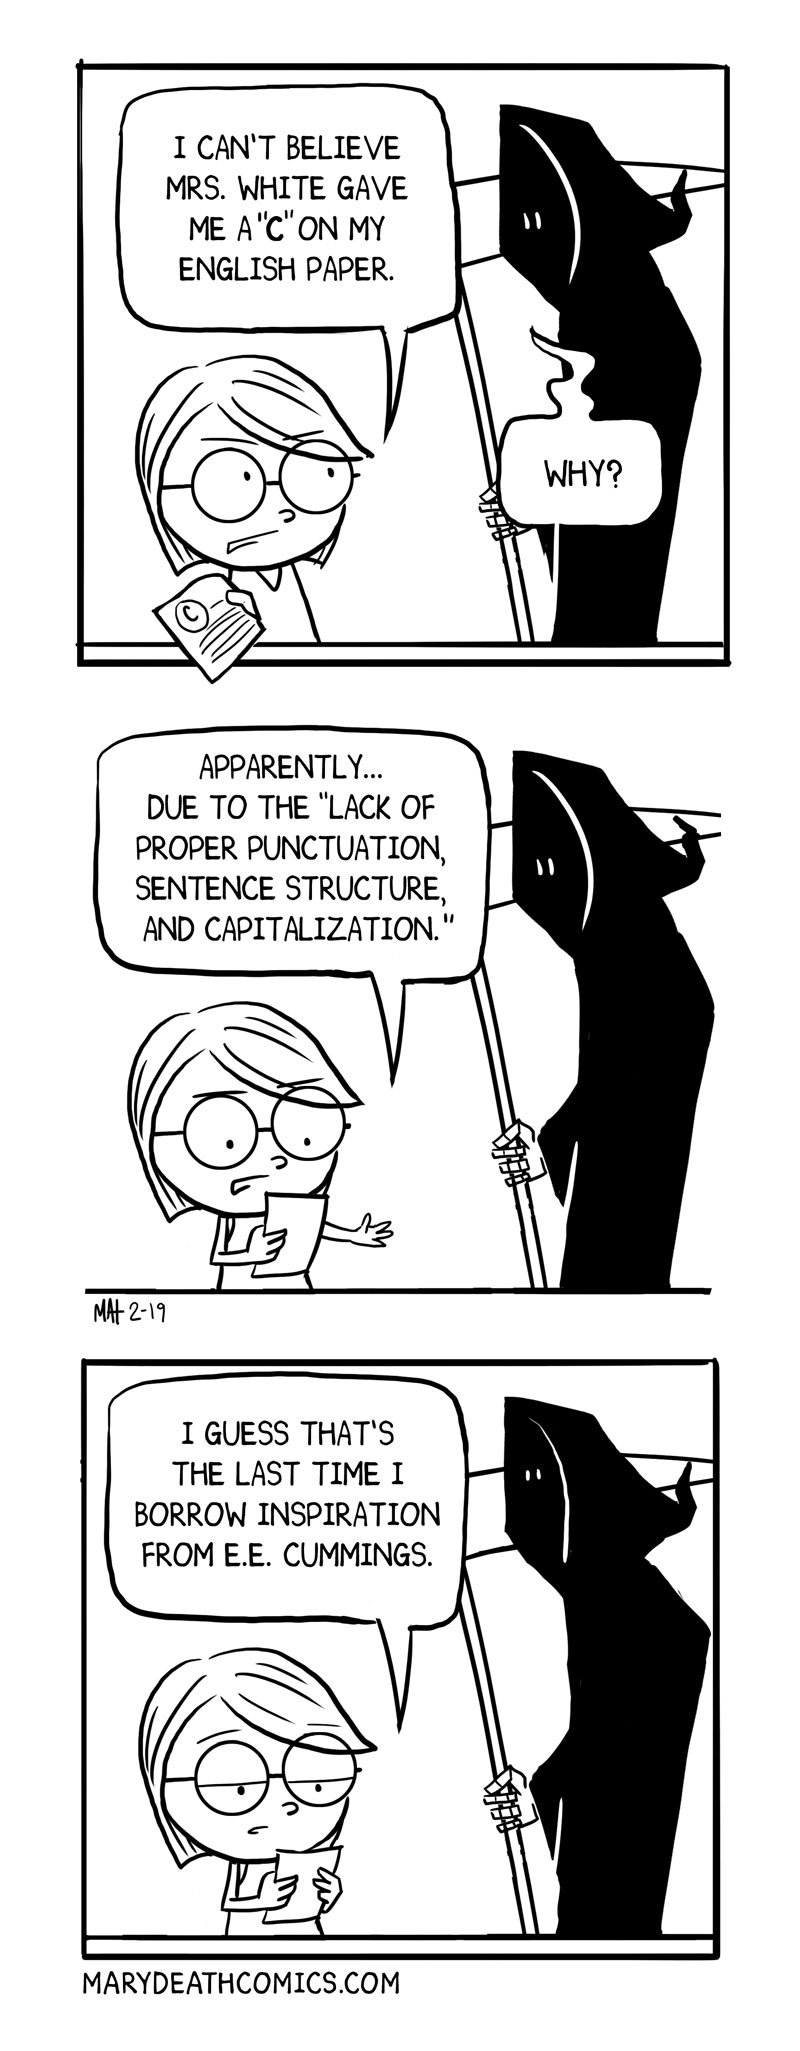 I CAN'T BELIEVE
MRS. WHITE GAVE
ME A "C" ON MY
ENGLISH PAPER.
WHY?
C
APPARENTLY...
DUE TO THE "LACK OF
PROPER PUNCTUATION,
SENTENCE STRUCTURE,
AND CAPITALIZATION."
MAt 2-19
I GUESS THAT'S
THE LAST TIME I
BORROW INSPIRATION
FROM E.E. CUMMINGS.
MARYDEATHCOMICS.COM